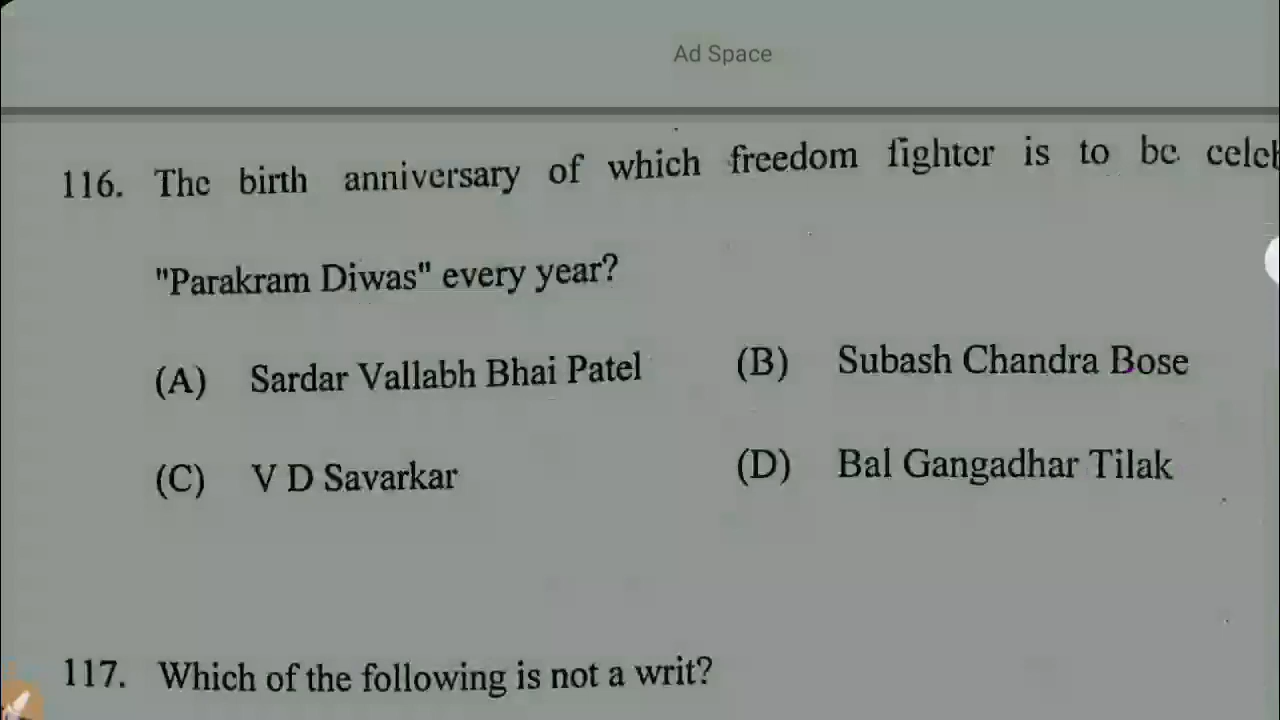 Ad Space
116. The birth anniversary of which freedom fighter is to be
"Parakram Diwas" every year?
(A) Sardar Vallabh Bhai Patel (B) Subash Chandra Bose
(C) V D Savarkar (D) Bal Gangadhar Tilak
117. Which of the following is not a writ?